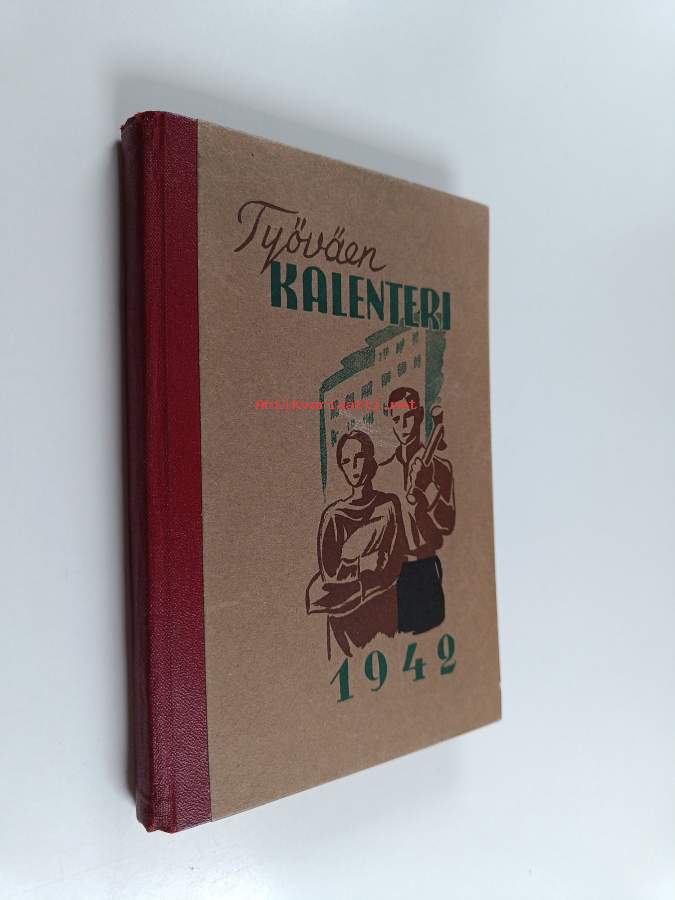 Työväen
KALENTERI
Antikvariaatti.net
1942